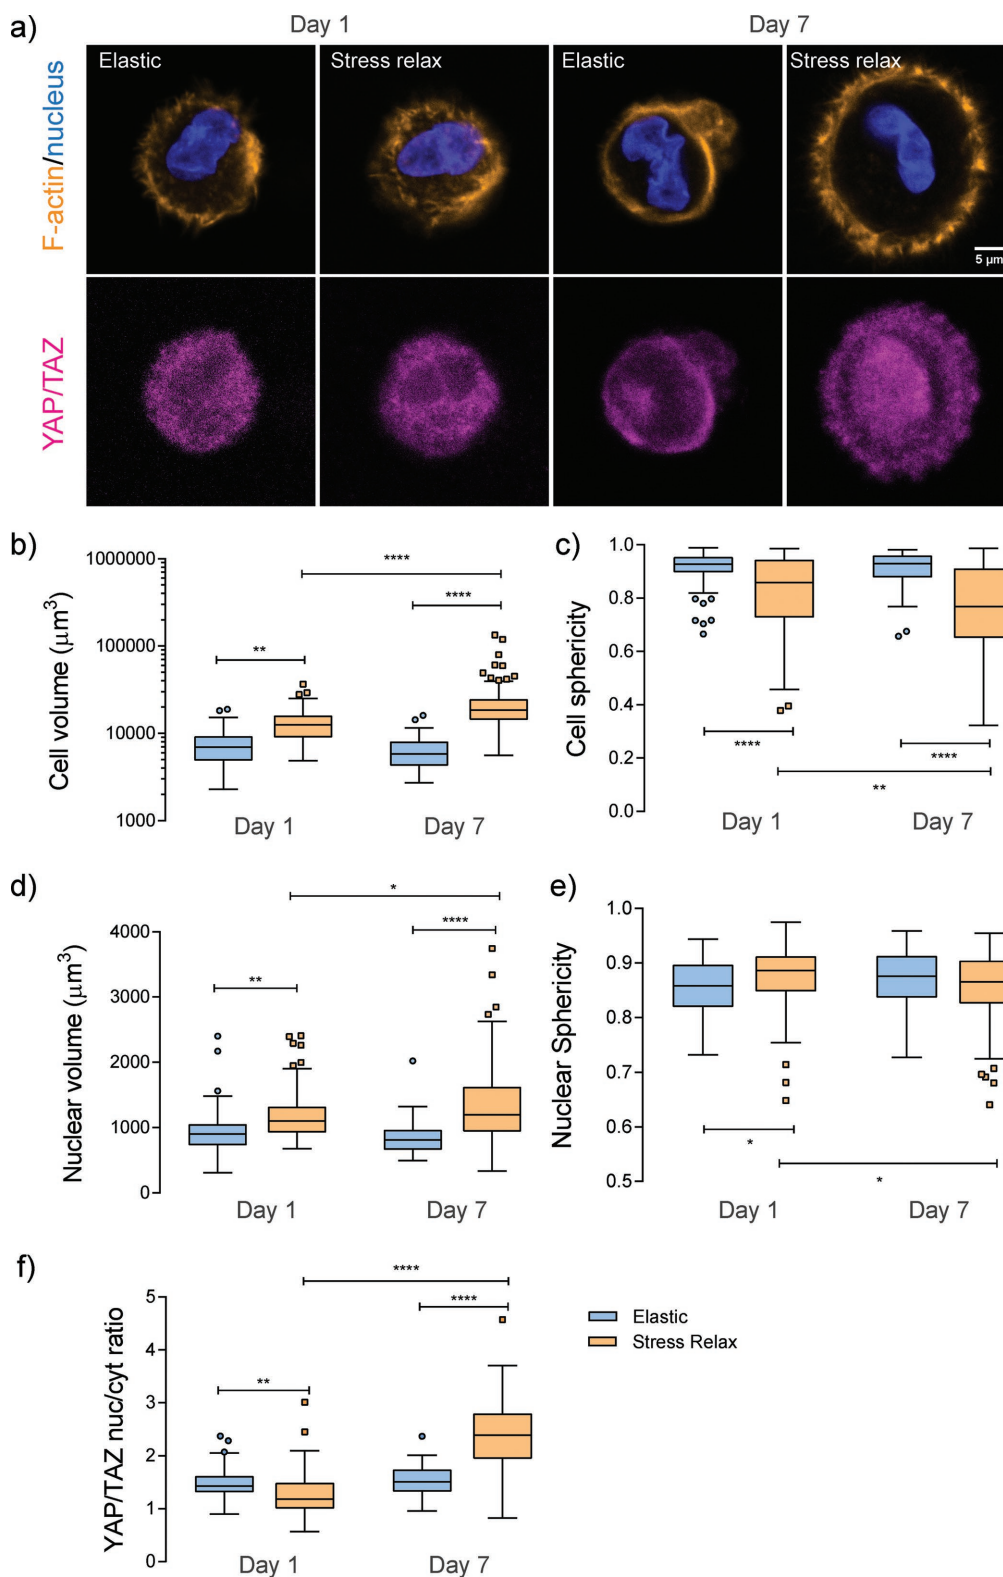 a)
Day 1
Day 7
F-actin/nucleus
Elastic
Stress relax
Elastic
Stress relax
5 µm
YAP/TAZ
b)
Cell volume (µm³)
1000000
100000
10000
1000
**
****
****
Day 1
Day 7
c)
Cell sphericity
1.0
0.8
0.6
0.4
0.2
0.0
****
****
**
Day 1
Day 7
d)
Nuclear volume (µm³)
4000
3000
2000
1000
0
**
*
****
Day 1
Day 7
e)
Nuclear Sphericity
1.0
0.9
0.8
0.7
0.6
0.5
*
*
Day 1
Day 7
f)
YAP/TAZ nuc/cyt ratio
5
4
3
2
1
0
**
****
****
Day 1
Day 7
Elastic
Stress Relax